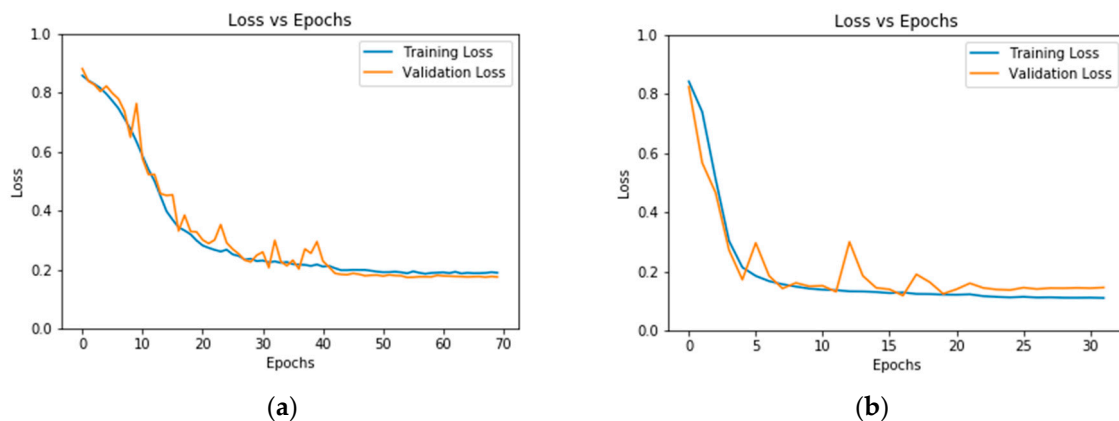 Loss vs Epochs
1.0
0.8
0.6
0.4
0.2
0.0
Loss
Training Loss
Validation Loss
0 10 20 30 40 50 60 70
Epochs
(a)
Loss vs Epochs
1.0
0.8
0.6
0.4
0.2
0.0
Loss
Training Loss
Validation Loss
0 5 10 15 20 25 30
Epochs
(b)